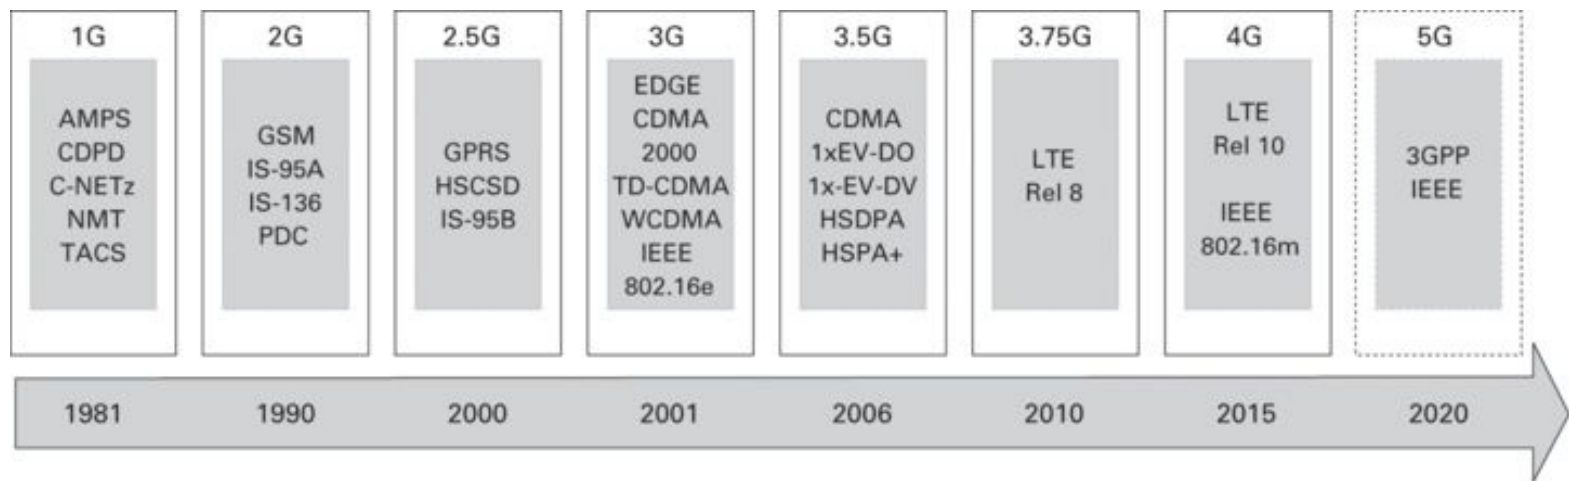 1G
AMPS
CDPD
C-NETz
NMT
TACS
2G
GSM
IS-95A
IS-136
PDC
2.5G
GPRS
HSCSD
IS-95B
3G
EDGE
CDMA
2000
TD-CDMA
WCDMA
IEEE
802.16e
3.5G
CDMA
1xEV-DO
1x-EV-DV
HSDPA
HSPA+
3.75G
LTE
Rel 8
4G
LTE
Rel 10
IEEE
802.16m
5G
3GPP
IEEE
1981
1990
2000
2001
2006
2010
2015
2020